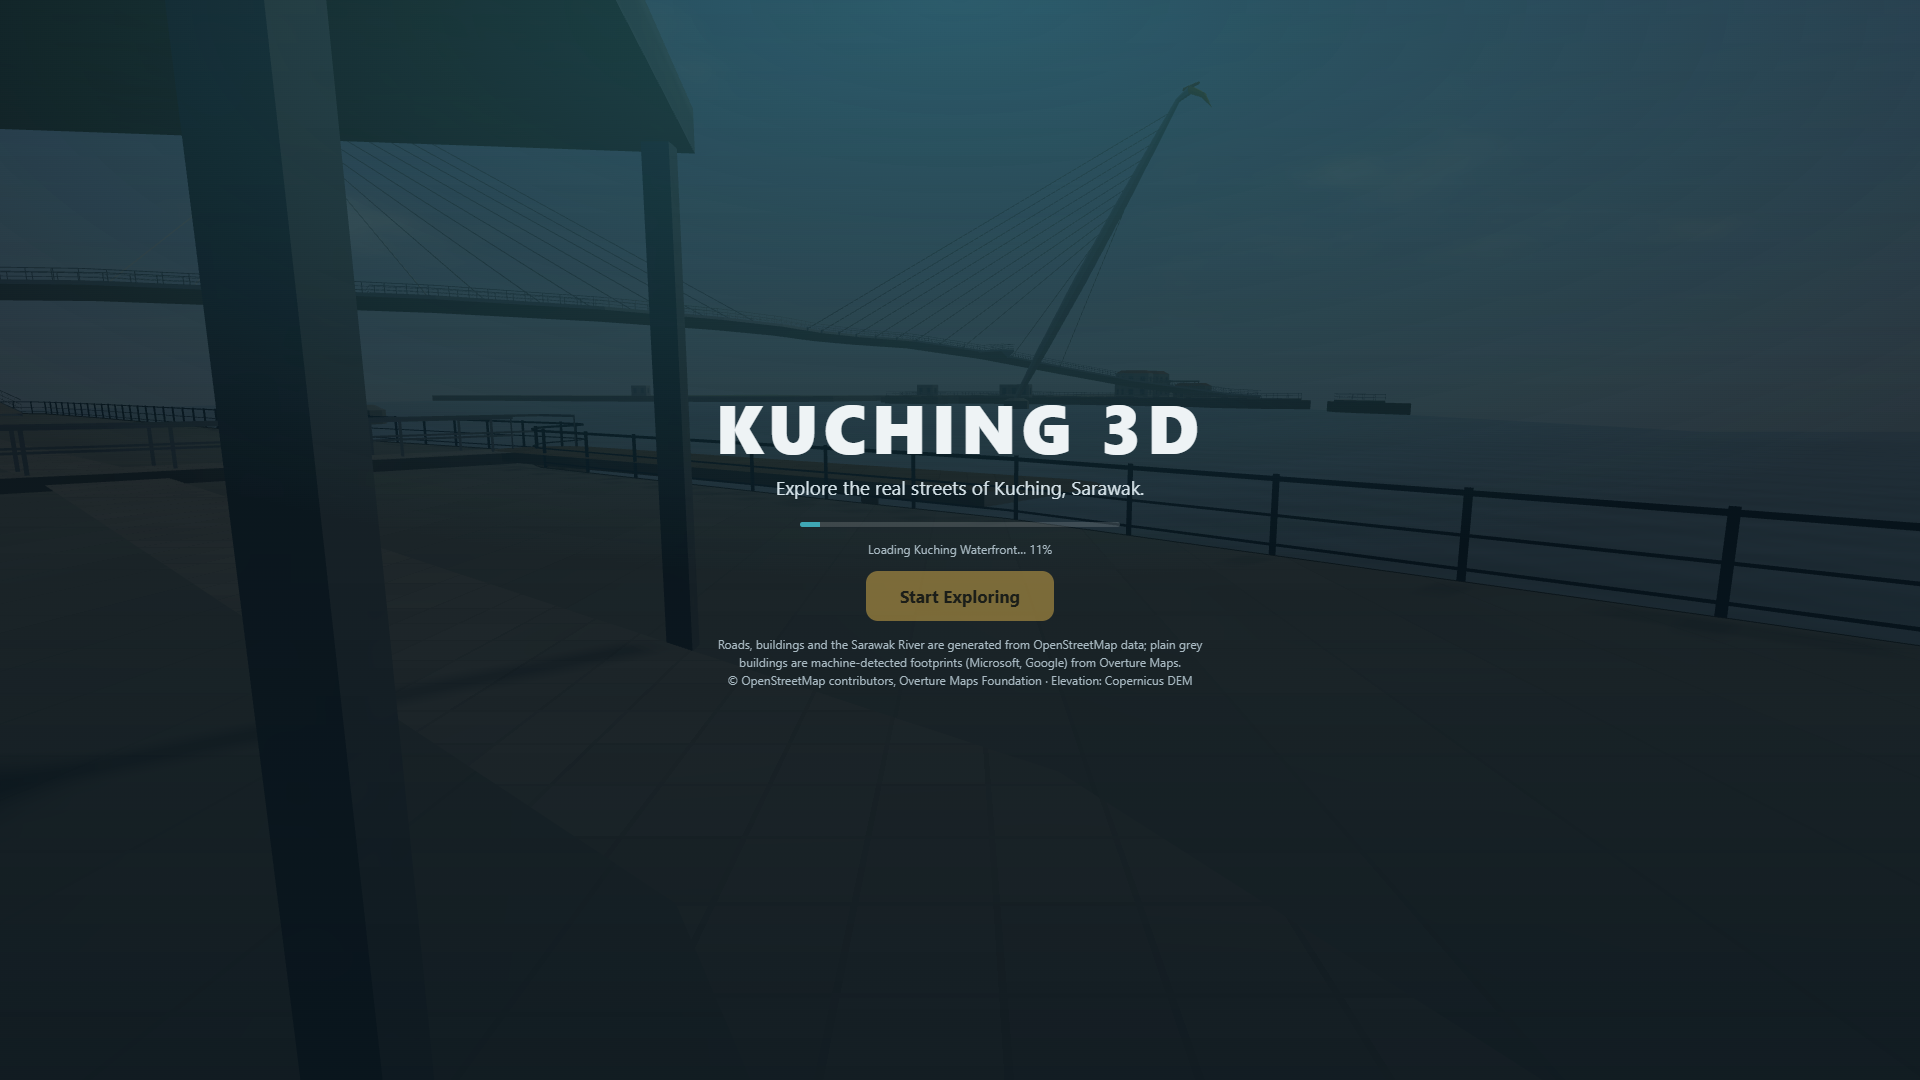 KUCHING 3D
Explore the real streets of Kuching, Sarawak.
Loading Kuching Waterfront... 11%
Start Exploring
Roads, buildings and the Sarawak River are generated from OpenStreetMap data; plain grey
buildings are machine-detected footprints (Microsoft, Google) from Overture Maps.
© OpenStreetMap contributors, Overture Maps Foundation · Elevation: Copernicus DEM